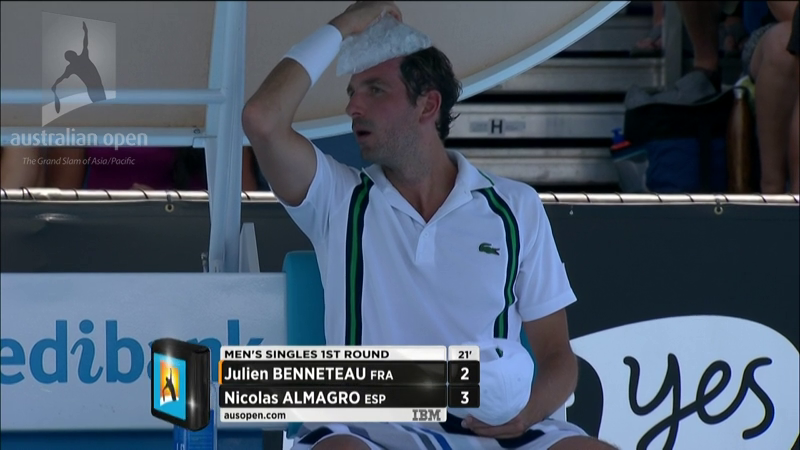 australian open
The Grand Slam of Asia/Pacific
H
edibank
MEN'S SINGLES 1ST ROUND 21'
Julien BENNETEAU FRA 2
Nicolas ALMAGRO ESP 3
ausopen.com IBM
yes